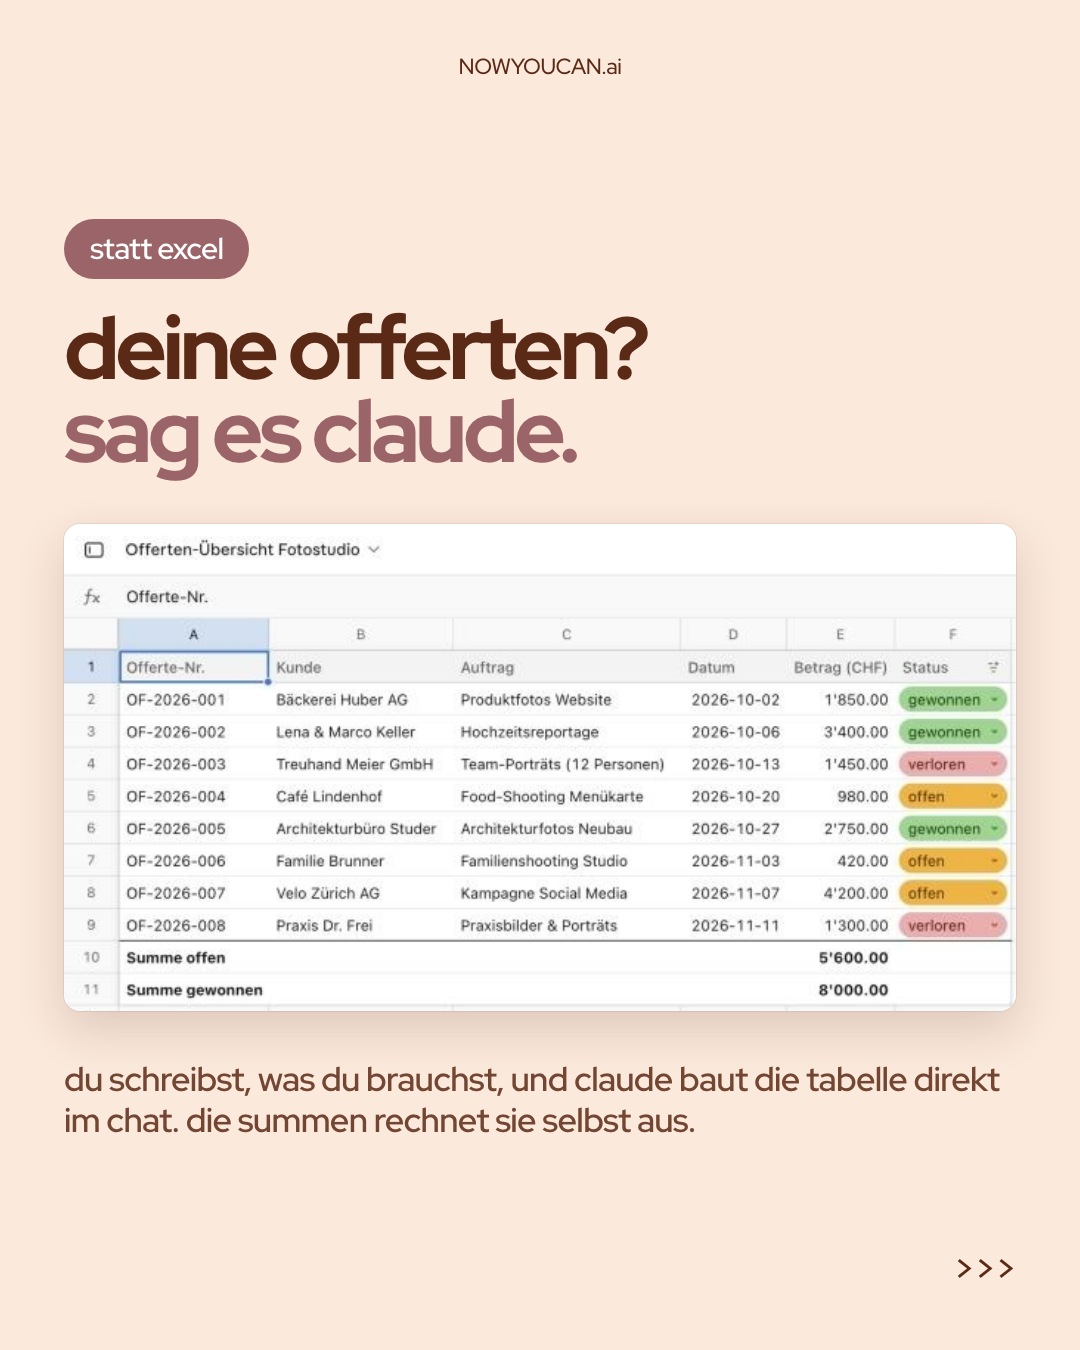 NOWYOUCAN.ai
statt excel
deine offerten?
sag es claude.
Offerten-Übersicht Fotostudio
fx Offerte-Nr.
A B C D E F
1 Offerte-Nr. Kunde Auftrag Datum Betrag (CHF) Status
2 OF-2026-001 Bäckerei Huber AG Produktfotos Website 2026-10-02 1'850.00 gewonnen
3 OF-2026-002 Lena & Marco Keller Hochzeitsreportage 2026-10-06 3'400.00 gewonnen
4 OF-2026-003 Treuhand Meier GmbH Team-Porträts (12 Personen) 2026-10-13 1'450.00 verloren
5 OF-2026-004 Café Lindenhof Food-Shooting Menükarte 2026-10-20 980.00 offen
6 OF-2026-005 Architekturbüro Studer Architekturfotos Neubau 2026-10-27 2'750.00 gewonnen
7 OF-2026-006 Familie Brunner Familienshooting Studio 2026-11-03 420.00 offen
8 OF-2026-007 Velo Zürich AG Kampagne Social Media 2026-11-07 4'200.00 offen
9 OF-2026-008 Praxis Dr. Frei Praxisbilder & Porträts 2026-11-11 1'300.00 verloren
10 Summe offen 5'600.00
11 Summe gewonnen 8'000.00
du schreibst, was du brauchst, und claude baut die tabelle direkt
im chat. die summen rechnet sie selbst aus.
>>>